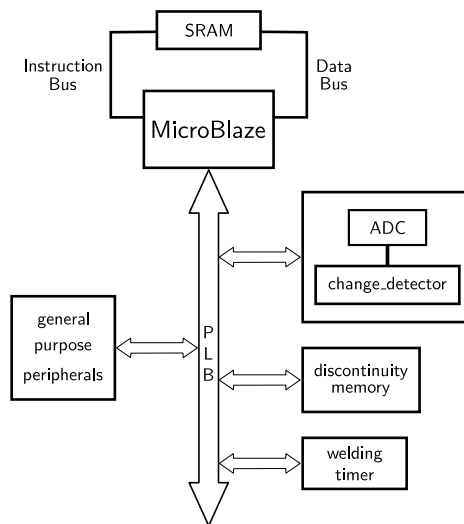 SRAM
Instruction
Bus
Data
Bus
MicroBlaze
ADC
change_detector
general
purpose
peripherals
P
L
B
discontinuity
memory
welding
timer